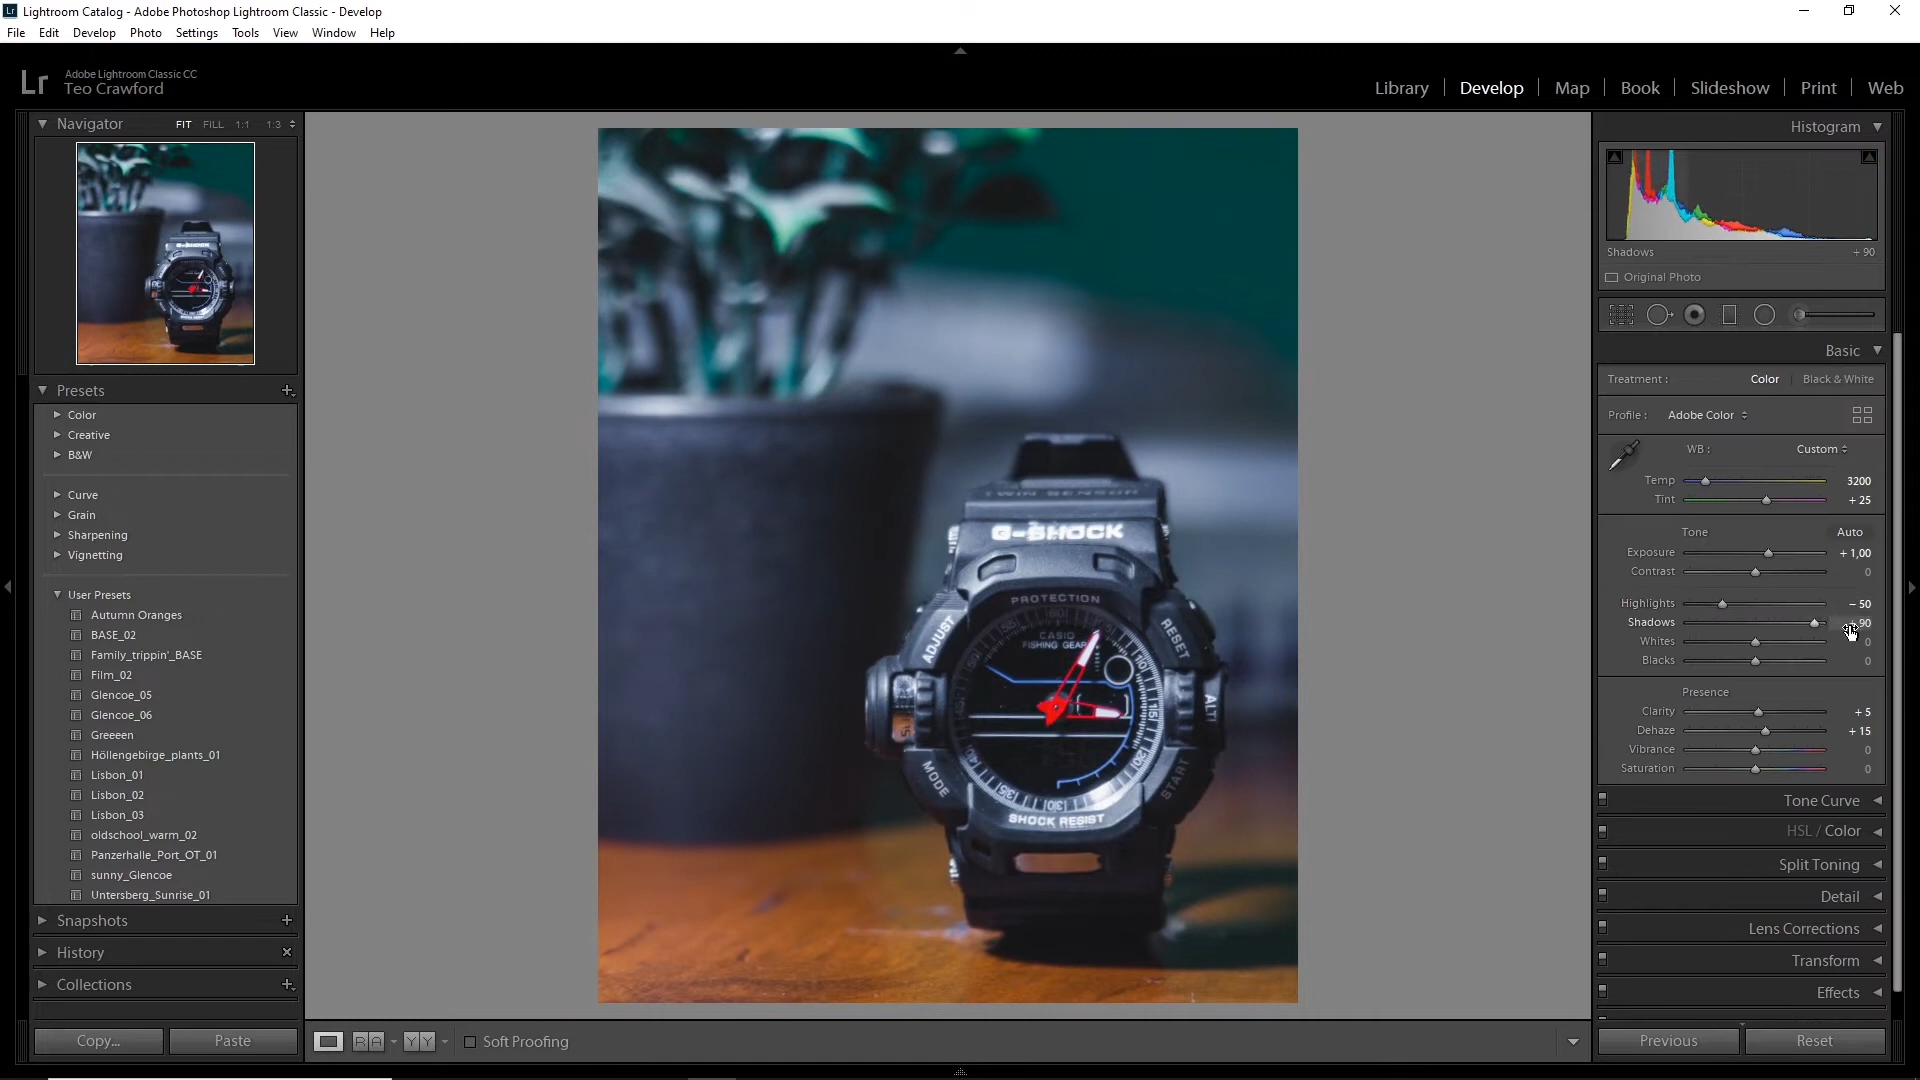 Lr Lightroom Catalog - Adobe Photoshop Lightroom Classic - Develop
File Edit Develop Photo Settings Tools View Window Help
Lr Adobe Lightroom Classic CC
Teo Crawford
Library | Develop | Map | Book | Slideshow | Print | Web
Navigator FIT FILL 1:1 1:3
Presets
Color
Creative
B&W
Curve
Grain
Sharpening
Vignetting
User Presets
Autumn Oranges
BASE_02
Family_trippin'_BASE
Film_02
Glencoe_05
Glencoe_06
Greeeen
Höllengebirge_plants_01
Lisbon_01
Lisbon_02
Lisbon_03
oldschool_warm_02
Panzerhalle_Port_OT_01
sunny_Glencoe
Untersberg_Sunrise_01
Snapshots
History
Collections
Copy... Paste
TWIN SENSOR
G-SHOCK
PROTECTION
ADJUST
RESET
CASIO
FISHING GEAR
ALTI
MODE
START
SHOCK RESIST
R A Y Y Soft Proofing
Histogram
Shadows + 90
Original Photo
Basic
Treatment : Color | Black & White
Profile : Adobe Color
WB : Custom
Temp 3200
Tint + 25
Tone Auto
Exposure + 1,00
Contrast 0
Highlights – 50
Shadows + 90
Whites 0
Blacks 0
Presence
Clarity + 5
Dehaze + 15
Vibrance 0
Saturation 0
Tone Curve
HSL / Color
Split Toning
Detail
Lens Corrections
Transform
Effects
Previous Reset